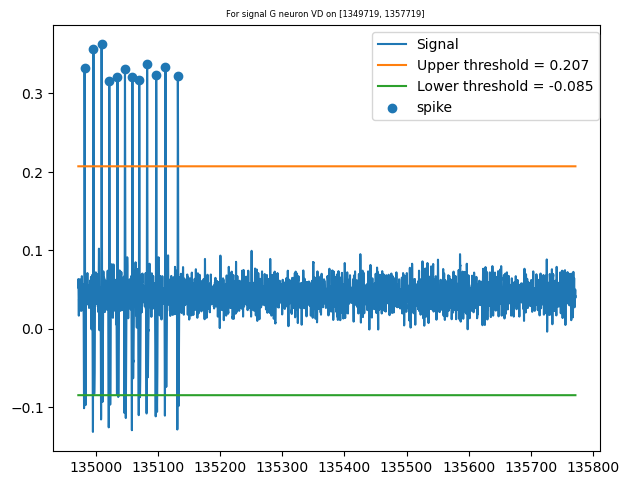 For signal G neuron VD on [1349719, 1357719]
Signal
Upper threshold = 0.207
Lower threshold = -0.085
spike
0.3
0.2
0.1
0.0
−0.1
135000 135100 135200 135300 135400 135500 135600 135700 135800